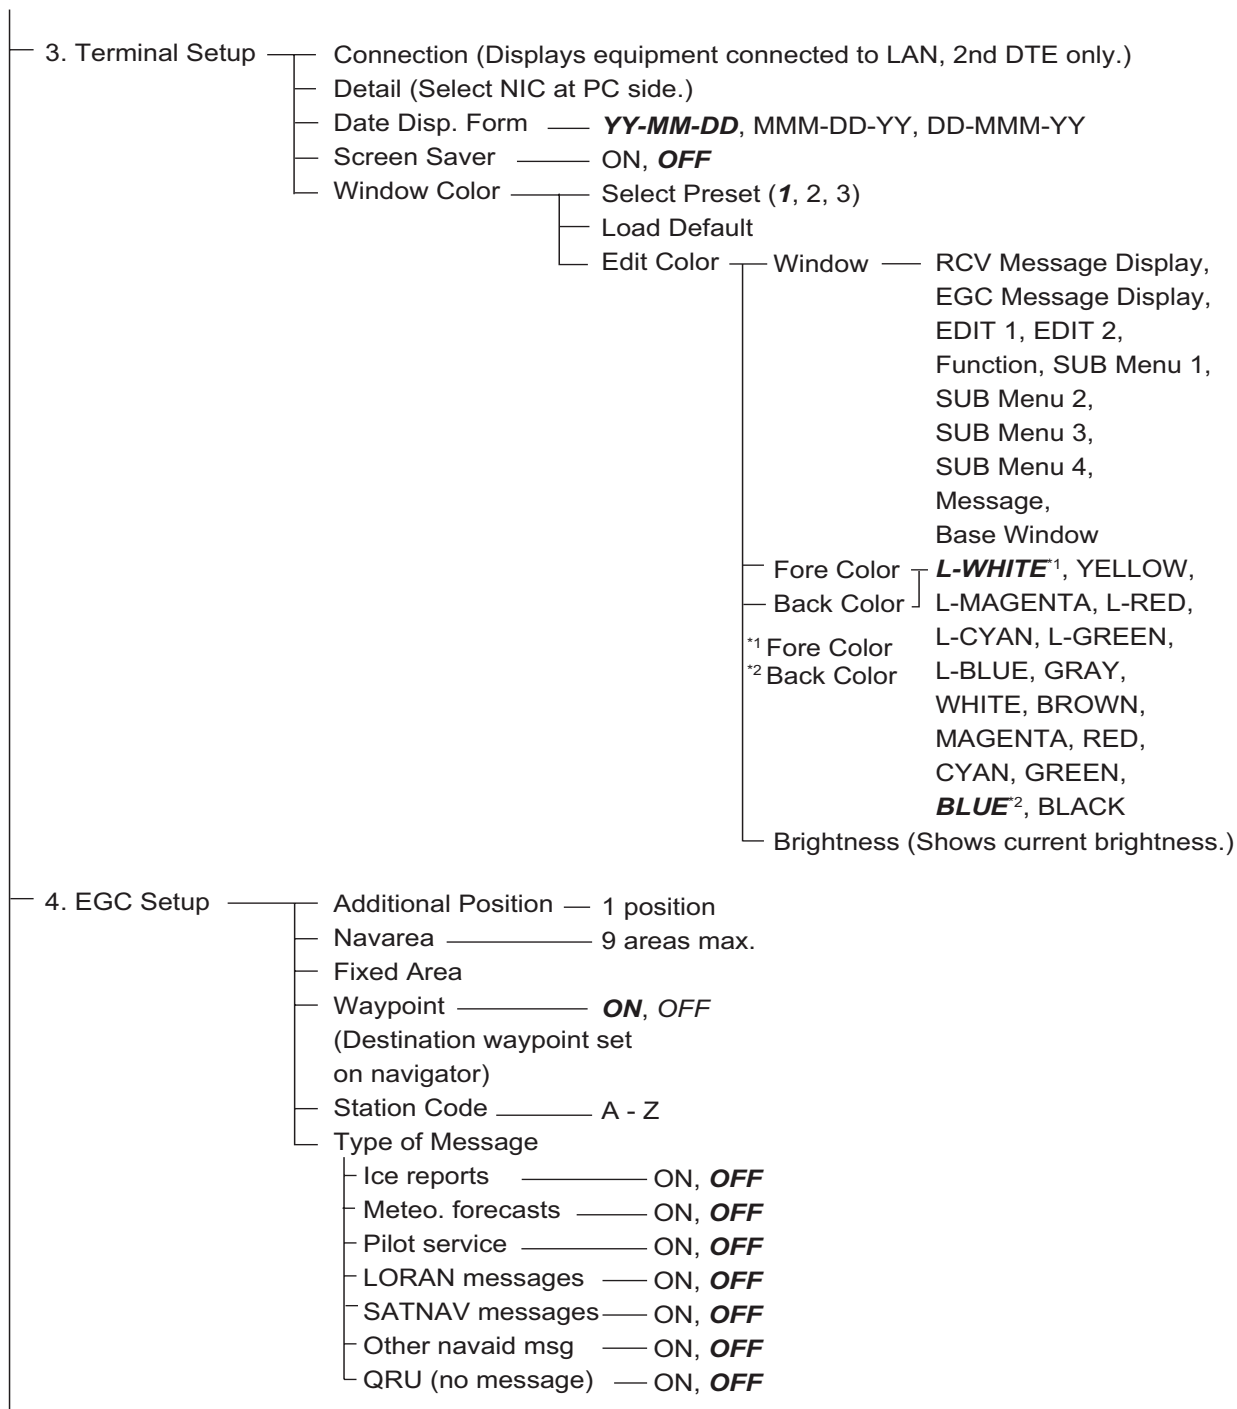 3. Terminal Setup
Connection (Displays equipment connected to LAN, 2nd DTE only.)
Detail (Select NIC at PC side.)
Date Disp. Form YY-MM-DD, MMM-DD-YY, DD-MMM-YY
Screen Saver ON, OFF
Window Color Select Preset (1, 2, 3)
Load Default
Edit Color Window RCV Message Display,
EGC Message Display,
EDIT 1, EDIT 2,
Function, SUB Menu 1,
SUB Menu 2,
SUB Menu 3,
SUB Menu 4,
Message,
Base Window
Fore Color L-WHITE*1, YELLOW,
Back Color L-MAGENTA, L-RED,
*1 Fore Color L-CYAN, L-GREEN,
*2 Back Color L-BLUE, GRAY,
WHITE, BROWN,
MAGENTA, RED,
CYAN, GREEN,
BLUE*2, BLACK
Brightness (Shows current brightness.)
4. EGC Setup Additional Position 1 position
Navarea 9 areas max.
Fixed Area
Waypoint ON, OFF
(Destination waypoint set
on navigator)
Station Code A - Z
Type of Message
Ice reports ON, OFF
Meteo. forecasts ON, OFF
Pilot service ON, OFF
LORAN messages ON, OFF
SATNAV messages ON, OFF
Other navaid msg ON, OFF
QRU (no message) ON, OFF